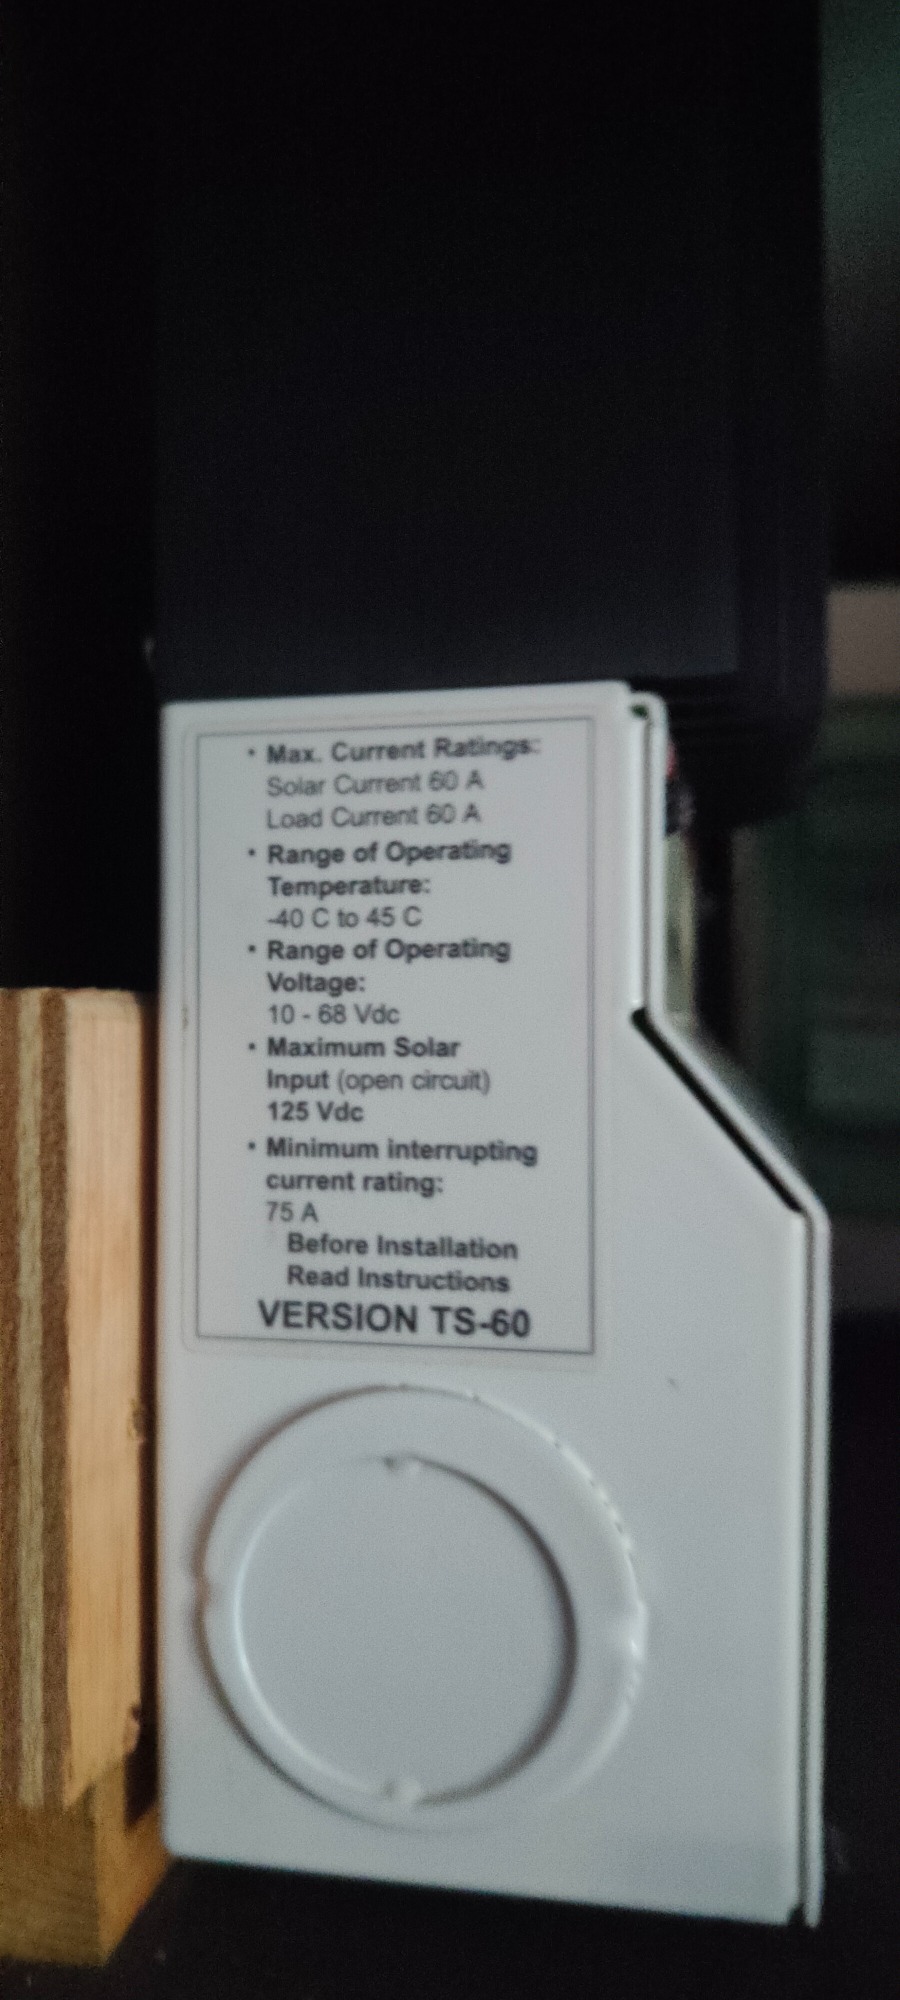 • Max. Current Ratings:
Solar Current 60 A
Load Current 60 A
• Range of Operating
Temperature:
-40 C to 45 C
• Range of Operating
Voltage:
10 - 68 Vdc
• Maximum Solar
Input (open circuit)
125 Vdc
• Minimum interrupting
current rating:
75 A
Before Installation
Read Instructions
VERSION TS-60